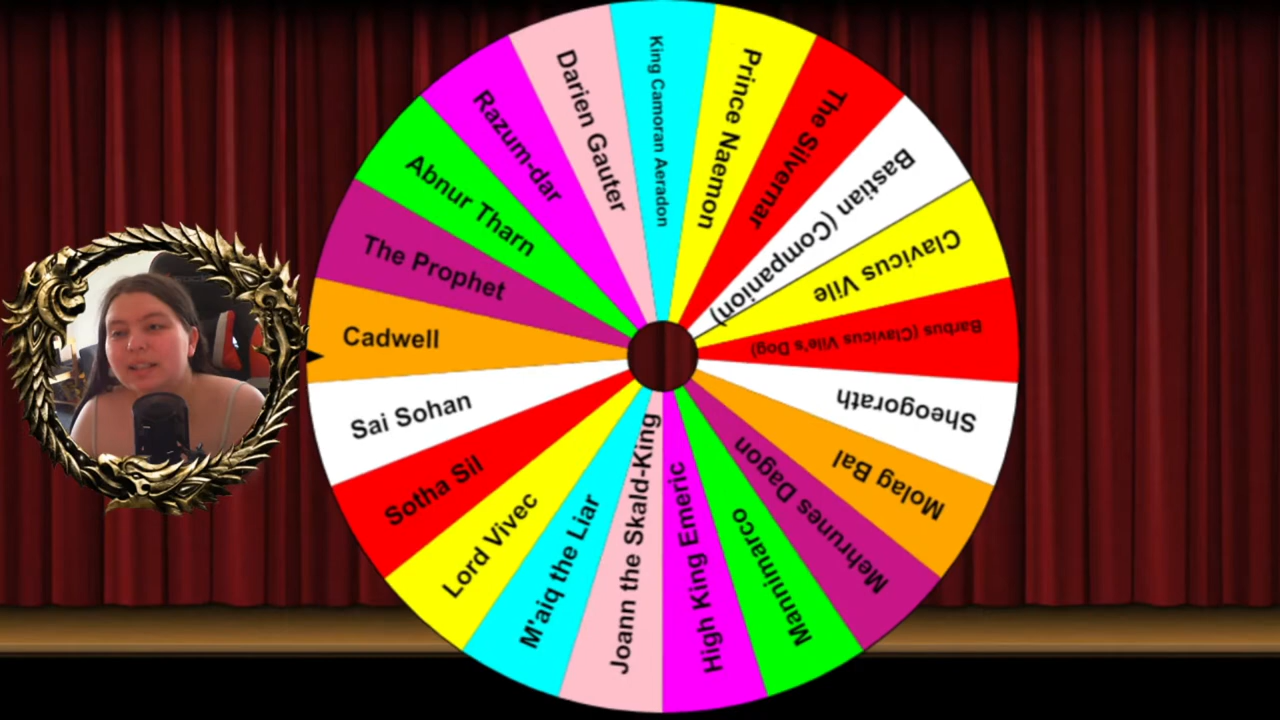 King Camoran Aeradon
Prince Naemon
The Silvernar
Bastian (Companion)
Clavicus Vile
Barbus (Clavicus Vile's Dog)
Sheogorath
Molag Bal
Mehrunes Dagon
Mannimarco
High King Emeric
Joann the Skald-King
M'aiq the Liar
Lord Vivec
Sotha Sil
Sai Sohan
Cadwell
The Prophet
Abnur Tharn
Razum-dar
Darien Gauter